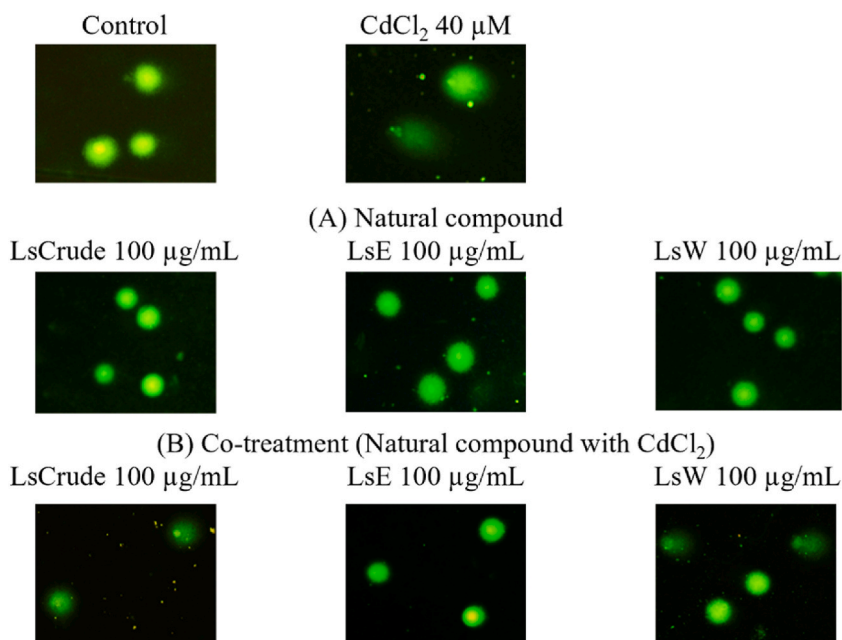 Control CdCl₂ 40 µM
(A) Natural compound
LsCrude 100 µg/mL LsE 100 µg/mL LsW 100 µg/mL
(B) Co-treatment (Natural compound with CdCl₂)
LsCrude 100 µg/mL LsE 100 µg/mL LsW 100 µg/mL